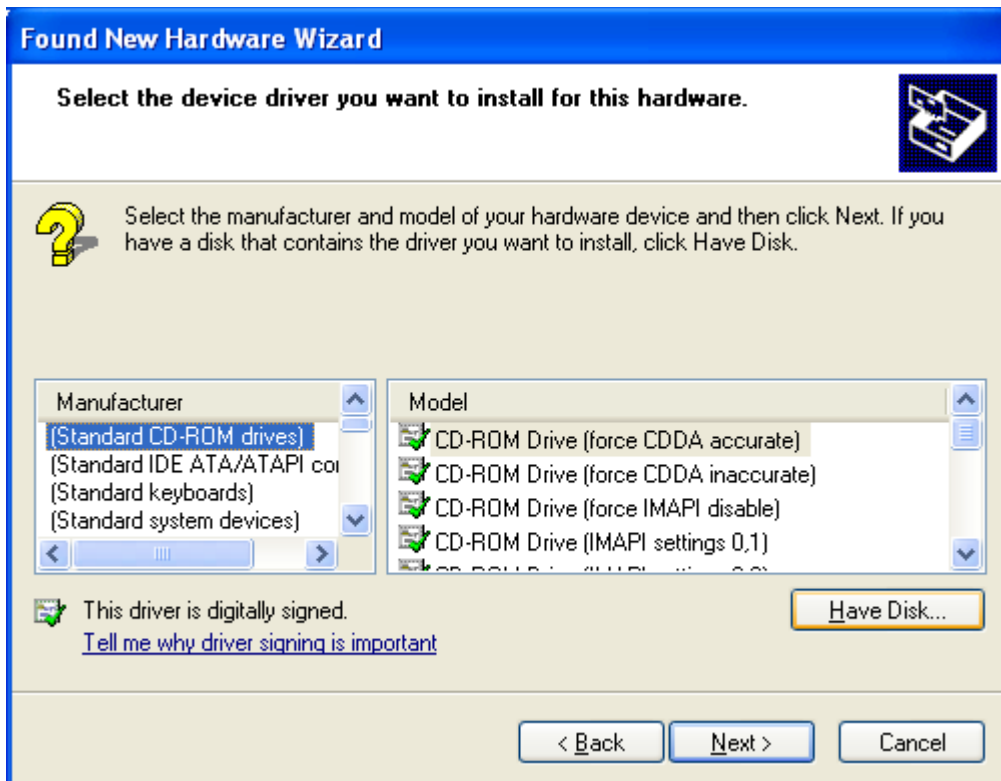 Found New Hardware Wizard
Select the device driver you want to install for this hardware.
Select the manufacturer and model of your hardware device and then click Next. If you
have a disk that contains the driver you want to install, click Have Disk.
Manufacturer
(Standard CD-ROM drives)
(Standard IDE ATA/ATAPI cor
(Standard keyboards)
(Standard system devices)
Model
CD-ROM Drive (force CDDA accurate)
CD-ROM Drive (force CDDA inaccurate)
CD-ROM Drive (force IMAPI disable)
CD-ROM Drive (IMAPI settings 0,1)
This driver is digitally signed.
Tell me why driver signing is important
Have Disk...
< Back
Next >
Cancel